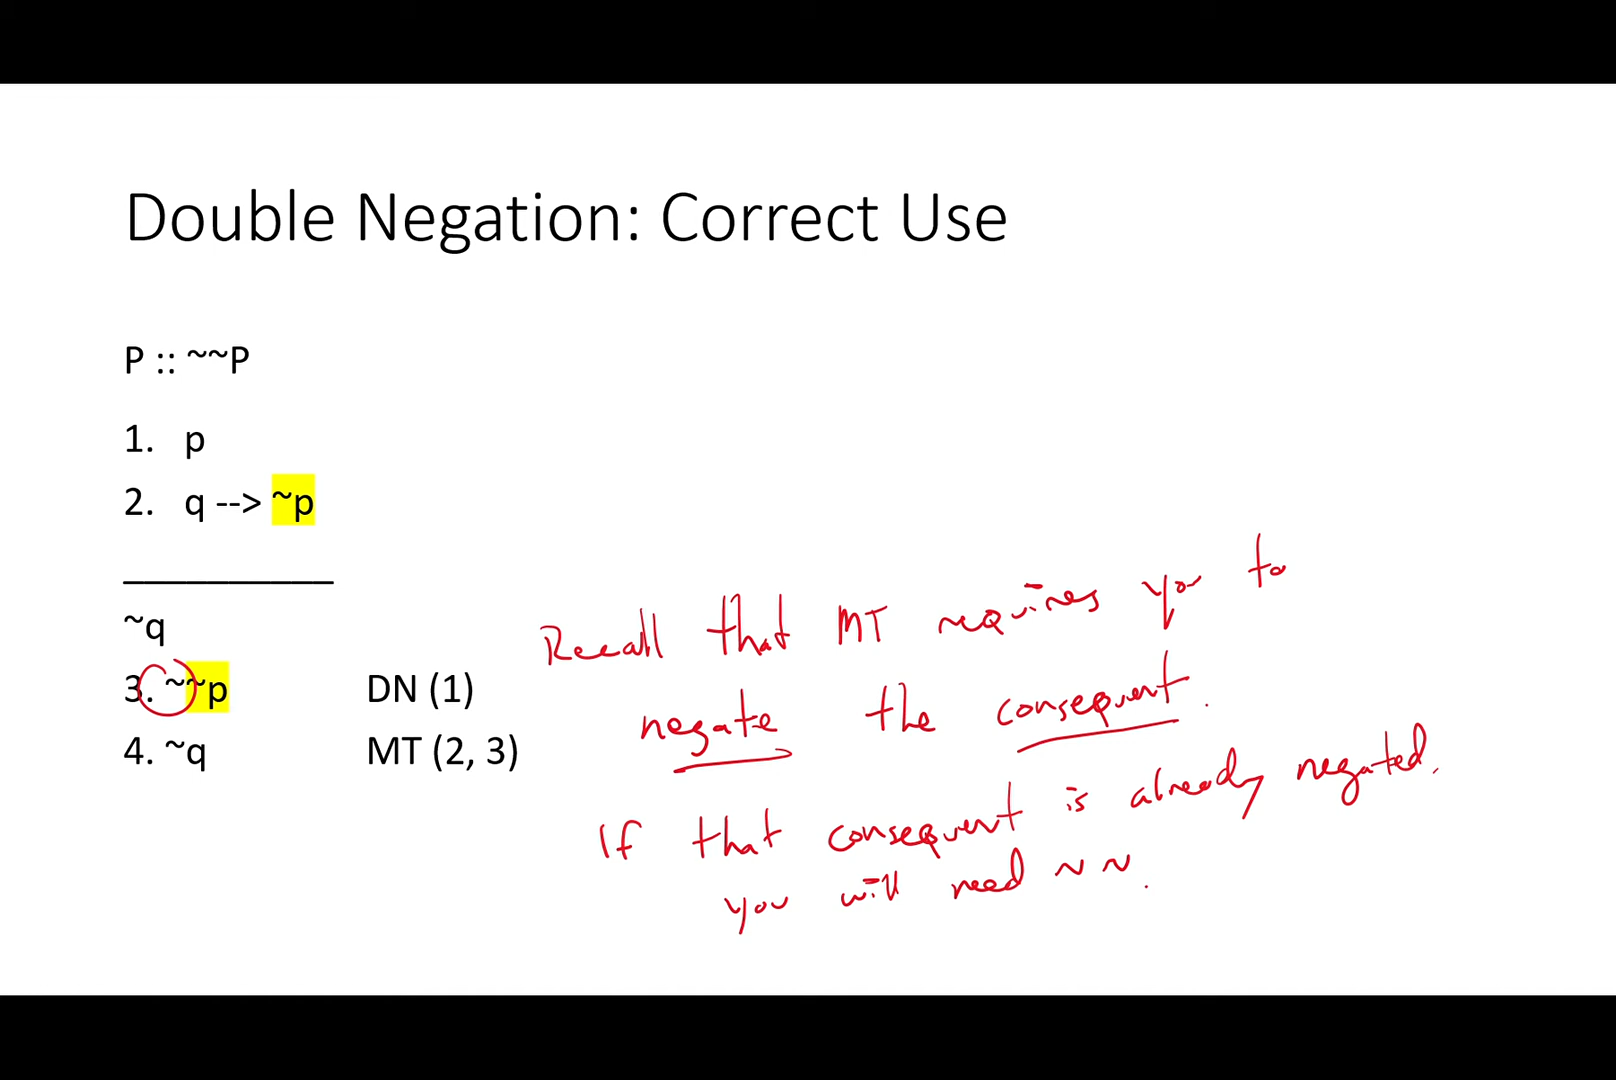 Double Negation: Correct Use
P :: ~~P
1. p
2. q --> ~p
~q
3. ~~p DN (1)
4. ~q MT (2, 3)
Recall that MT requires you to
negate the consequent.
If that consequent is already negated,
you will need ~~.